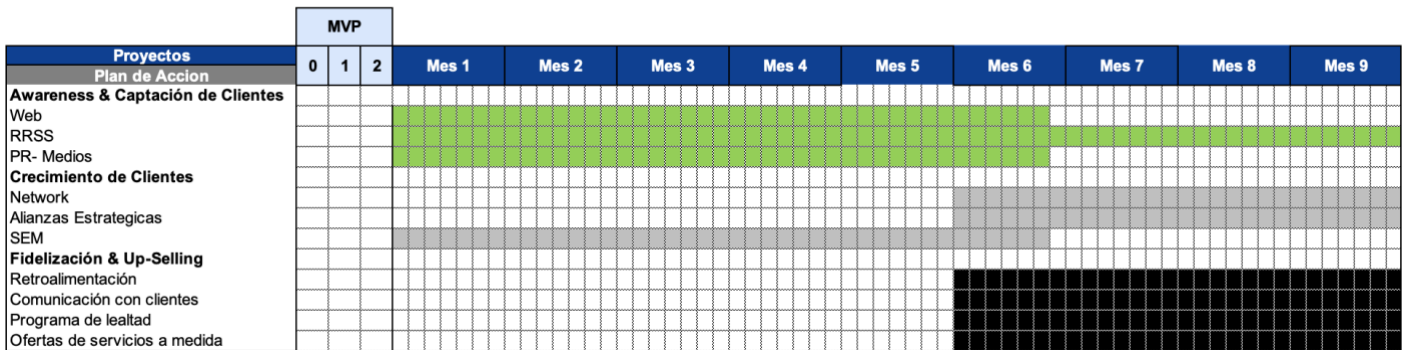 MVP
Proyectos
Plan de Accion
0 1 2 Mes 1 Mes 2 Mes 3 Mes 4 Mes 5 Mes 6 Mes 7 Mes 8 Mes 9
Awareness & Captación de Clientes
Web
RRSS
PR- Medios
Crecimiento de Clientes
Network
Alianzas Estrategicas
SEM
Fidelización & Up-Selling
Retroalimentación
Comunicación con clientes
Programa de lealtad
Ofertas de servicios a medida